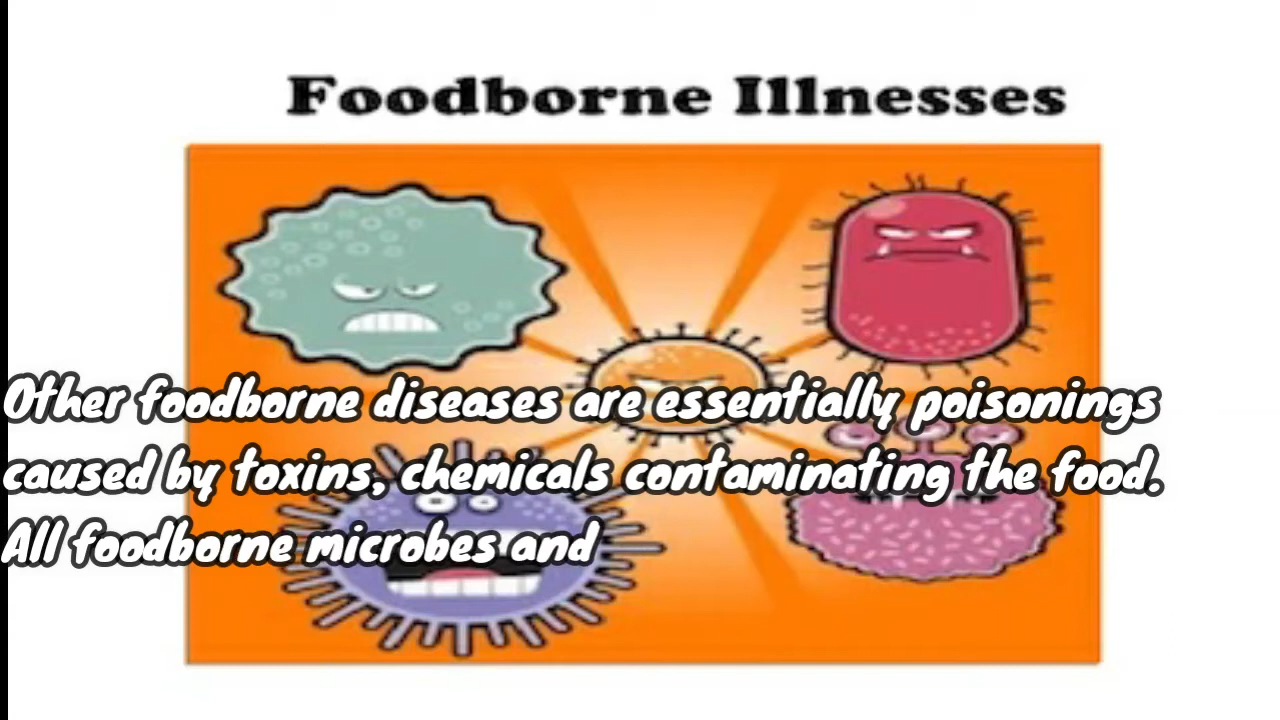 Foodborne Illnesses
Other foodborne diseases are essentially poisonings
caused by toxins, chemicals contaminating the food.
All foodborne microbes and